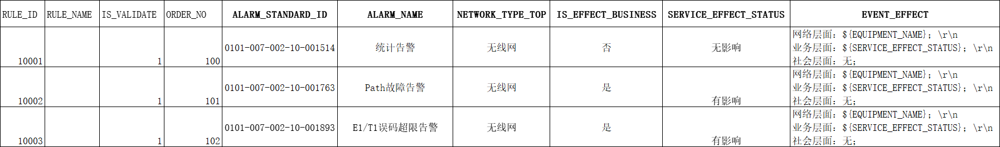 RULE_ID RULE_NAME IS_VALIDATE ORDER_NO ALARM_STANDARD_ID ALARM_NAME NETWORK_TYPE_TOP IS_EFFECT_BUSINESS SERVICE_EFFECT_STATUS EVENT_EFFECT
10001 1 100 0101-007-002-10-001514 统计告警 无线网 否 无影响 网络层面: ${EQUIPMENT_NAME}; \r\n
业务层面: ${SERVICE_EFFECT_STATUS}; \r\n
社会层面: 无;
10002 1 101 0101-007-002-10-001763 Path故障告警 无线网 是 有影响 网络层面: ${EQUIPMENT_NAME}; \r\n
业务层面: ${SERVICE_EFFECT_STATUS}; \r\n
社会层面: 无;
10003 1 102 0101-007-002-10-001893 E1/T1误码超限告警 无线网 是 有影响 网络层面: ${EQUIPMENT_NAME}; \r\n
业务层面: ${SERVICE_EFFECT_STATUS}; \r\n
社会层面: 无;